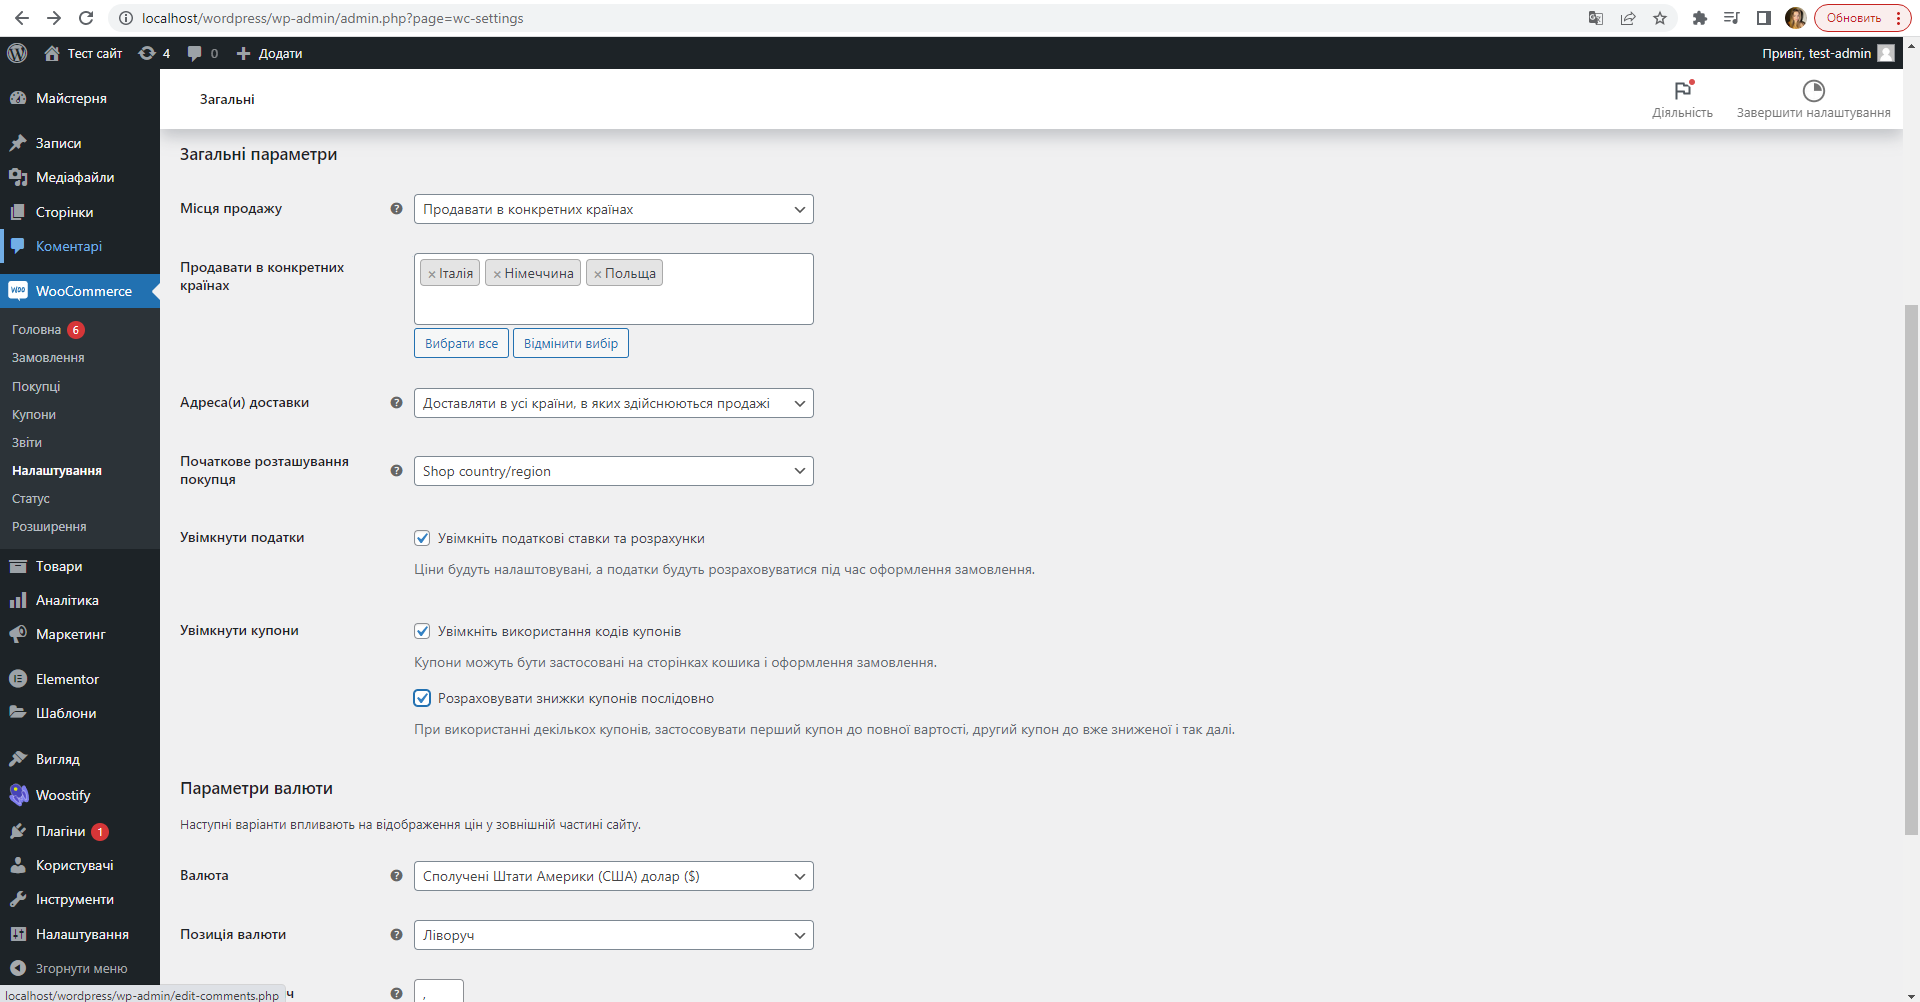 localhost/wordpress/wp-admin/admin.php?page=wc-settings
Обновить
Тест сайт 4 0 Додати
Привіт, test-admin
Майстерня
Записи
Медіафайли
Сторінки
Коментарі
WooCommerce
Головна 6
Замовлення
Покупці
Купони
Звіти
Налаштування
Статус
Розширення
Товари
Аналітика
Маркетинг
Elementor
Шаблони
Вигляд
Woostify
Плагіни 1
Користувачі
Інструменти
Налаштування
Згорнути меню
localhost/wordpress/wp-admin/edit-comments.php
Загальні
Діяльність
Завершити налаштування
Загальні параметри
Місця продажу
Продавати в конкретних країнах
Продавати в конкретних
країнах
× Італія × Німеччина × Польща
Вибрати все Відмінити вибір
Адреса(и) доставки
Доставляти в усі країни, в яких здійснюються продажі
Початкове розташування
покупця
Shop country/region
Увімкнути податки
Увімкніть податкові ставки та розрахунки
Ціни будуть налаштовувані, а податки будуть розраховуватися під час оформлення замовлення.
Увімкнути купони
Увімкніть використання кодів купонів
Купони можуть бути застосовані на сторінках кошика і оформлення замовлення.
Розраховувати знижки купонів послідовно
При використанні декількох купонів, застосовувати перший купон до повної вартості, другий купон до вже зниженої і так далі.
Параметри валюти
Наступні варіанти впливають на відображення цін у зовнішній частині сайту.
Валюта
Сполучені Штати Америки (США) долар ($)
Позиція валюти
Ліворуч
,